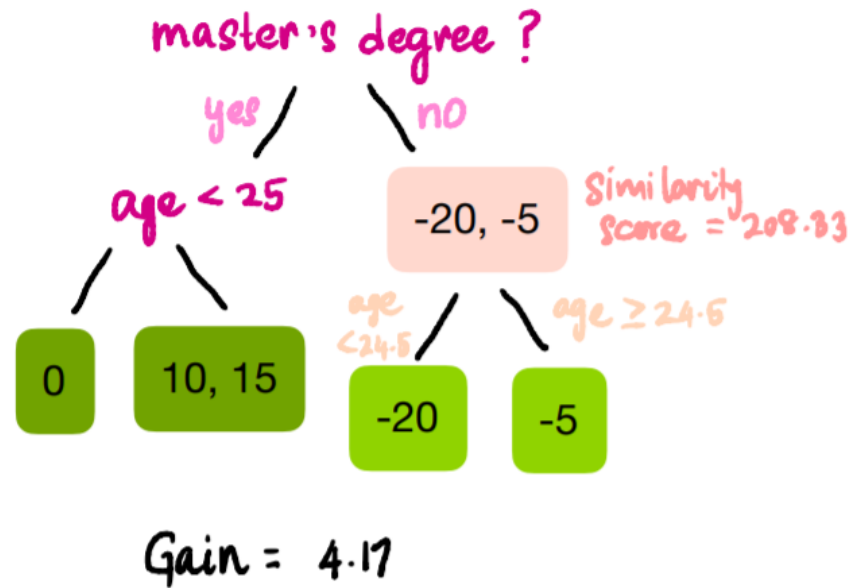 master's degree ?
yes
no
age < 25
-20, -5
Similarity
score = 208.33
age
<24.5
age ≥ 24.5
0
10, 15
-20
-5
Gain = 4.17